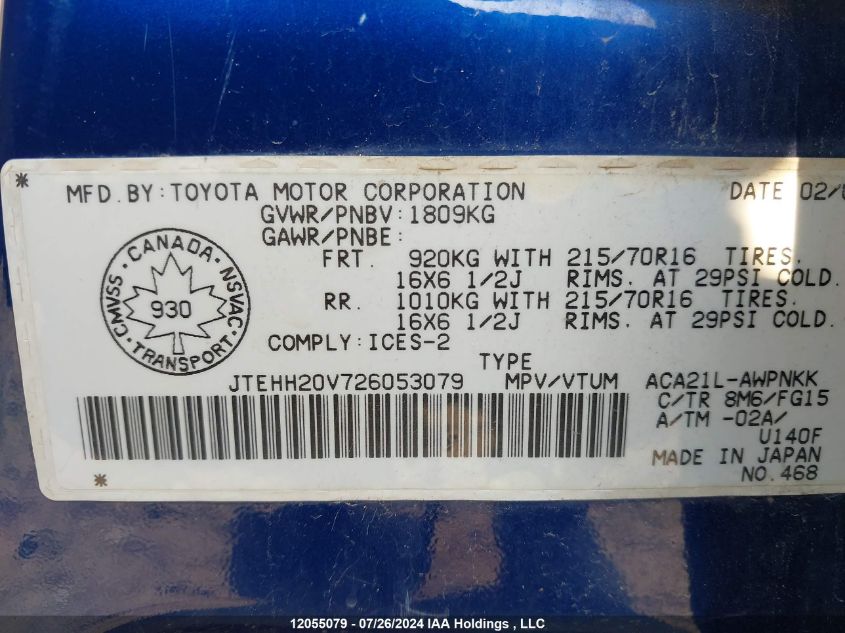 MFD.BY:TOYOTA MOTOR CORPORATION DATE 02/
GVWR/PNBV:1809KG
GAWR/PNBE:
FRT. 920KG WITH 215/70R16 TIRES.
16X6 1/2J RIMS. AT 29PSI COLD.
RR. 1010KG WITH 215/70R16 TIRES.
16X6 1/2J RIMS. AT 29PSI COLD.
CANADA
CMVSS NSVAC
930
TRANSPORT
COMPLY:ICES-2
TYPE
JTEHH20V726053079 MPV/VTUM ACA21L-AWPNKK
C/TR 8M6/FG15
A/TM -02A/
U140F
MADE IN JAPAN
NO.468
12055079 - 07/26/2024 IAA Holdings , LLC